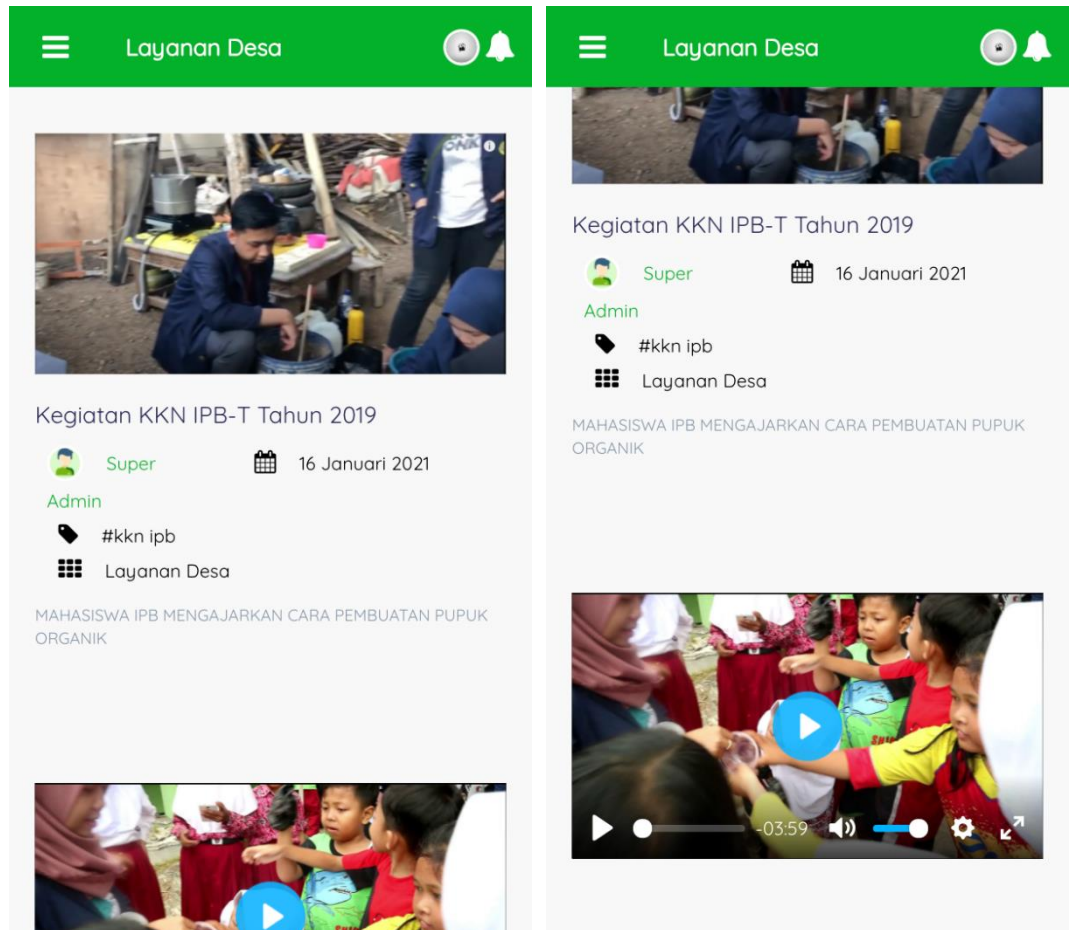 Layanan Desa
Kegiatan KKN IPB-T Tahun 2019
Super
16 Januari 2021
Admin
#kkn ipb
Layanan Desa
MAHASISWA IPB MENGAJARKAN CARA PEMBUATAN PUPUK
ORGANIK
Layanan Desa
Kegiatan KKN IPB-T Tahun 2019
Super
16 Januari 2021
Admin
#kkn ipb
Layanan Desa
MAHASISWA IPB MENGAJARKAN CARA PEMBUATAN PUPUK
ORGANIK
-03:59